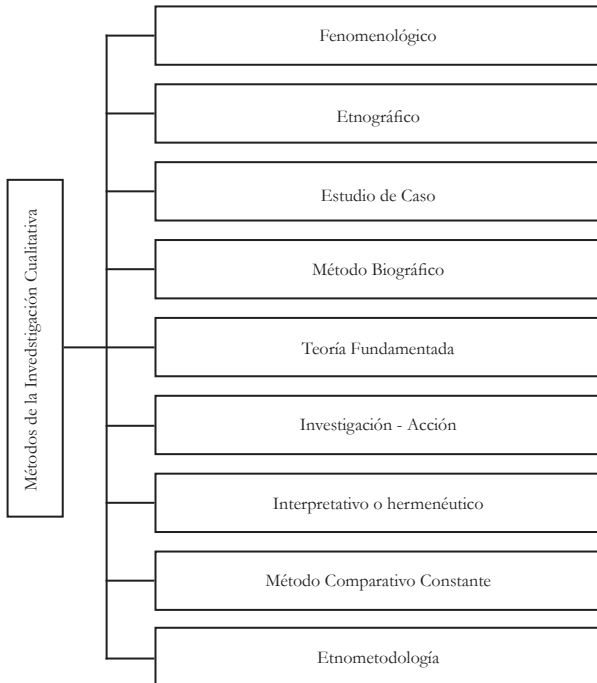 Métodos de la Invedstigación Cualitativa
Fenomenológico
Etnográfico
Estudio de Caso
Método Biográfico
Teoría Fundamentada
Investigación - Acción
Interpretativo o hermenéutico
Método Comparativo Constante
Etnometodología